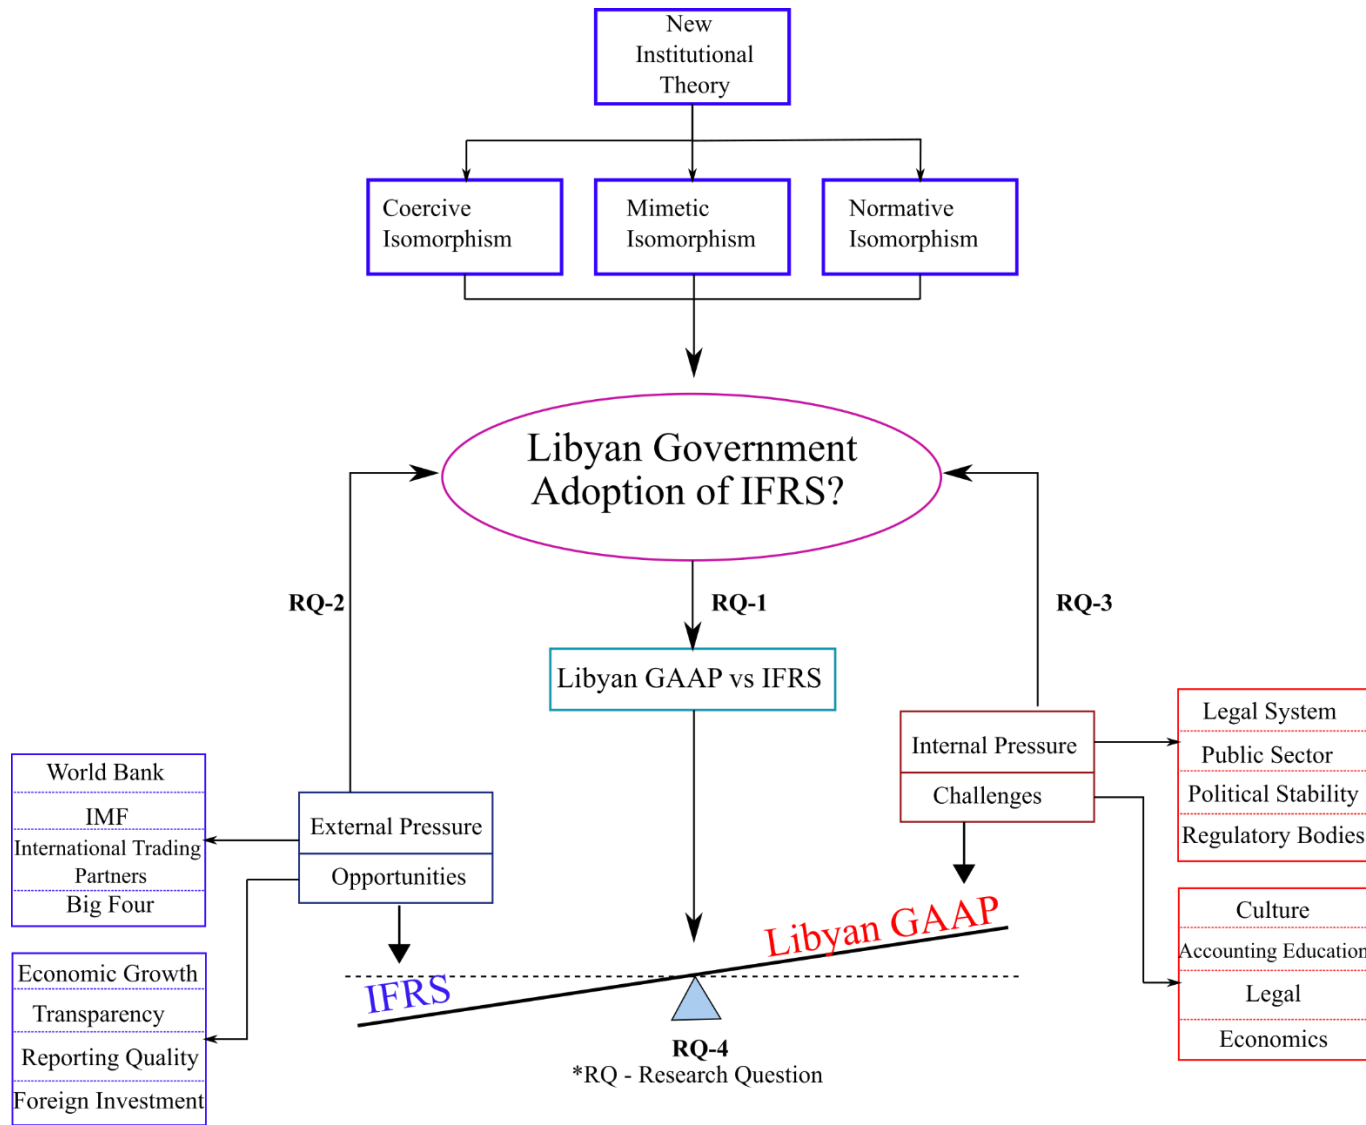 New
Institutional
Theory
Coercive
Isomorphism
Mimetic
Isomorphism
Normative
Isomorphism
Libyan Government
Adoption of IFRS?
RQ-2
RQ-1
RQ-3
Libyan GAAP vs IFRS
World Bank
IMF
International Trading
Partners
Big Four
External Pressure
Opportunities
Economic Growth
Transparency
Reporting Quality
Foreign Investment
Internal Pressure
Challenges
Legal System
Public Sector
Political Stability
Regulatory Bodies
Culture
Accounting Education
Legal
Economics
IFRS
Libyan GAAP
RQ-4
*RQ - Research Question